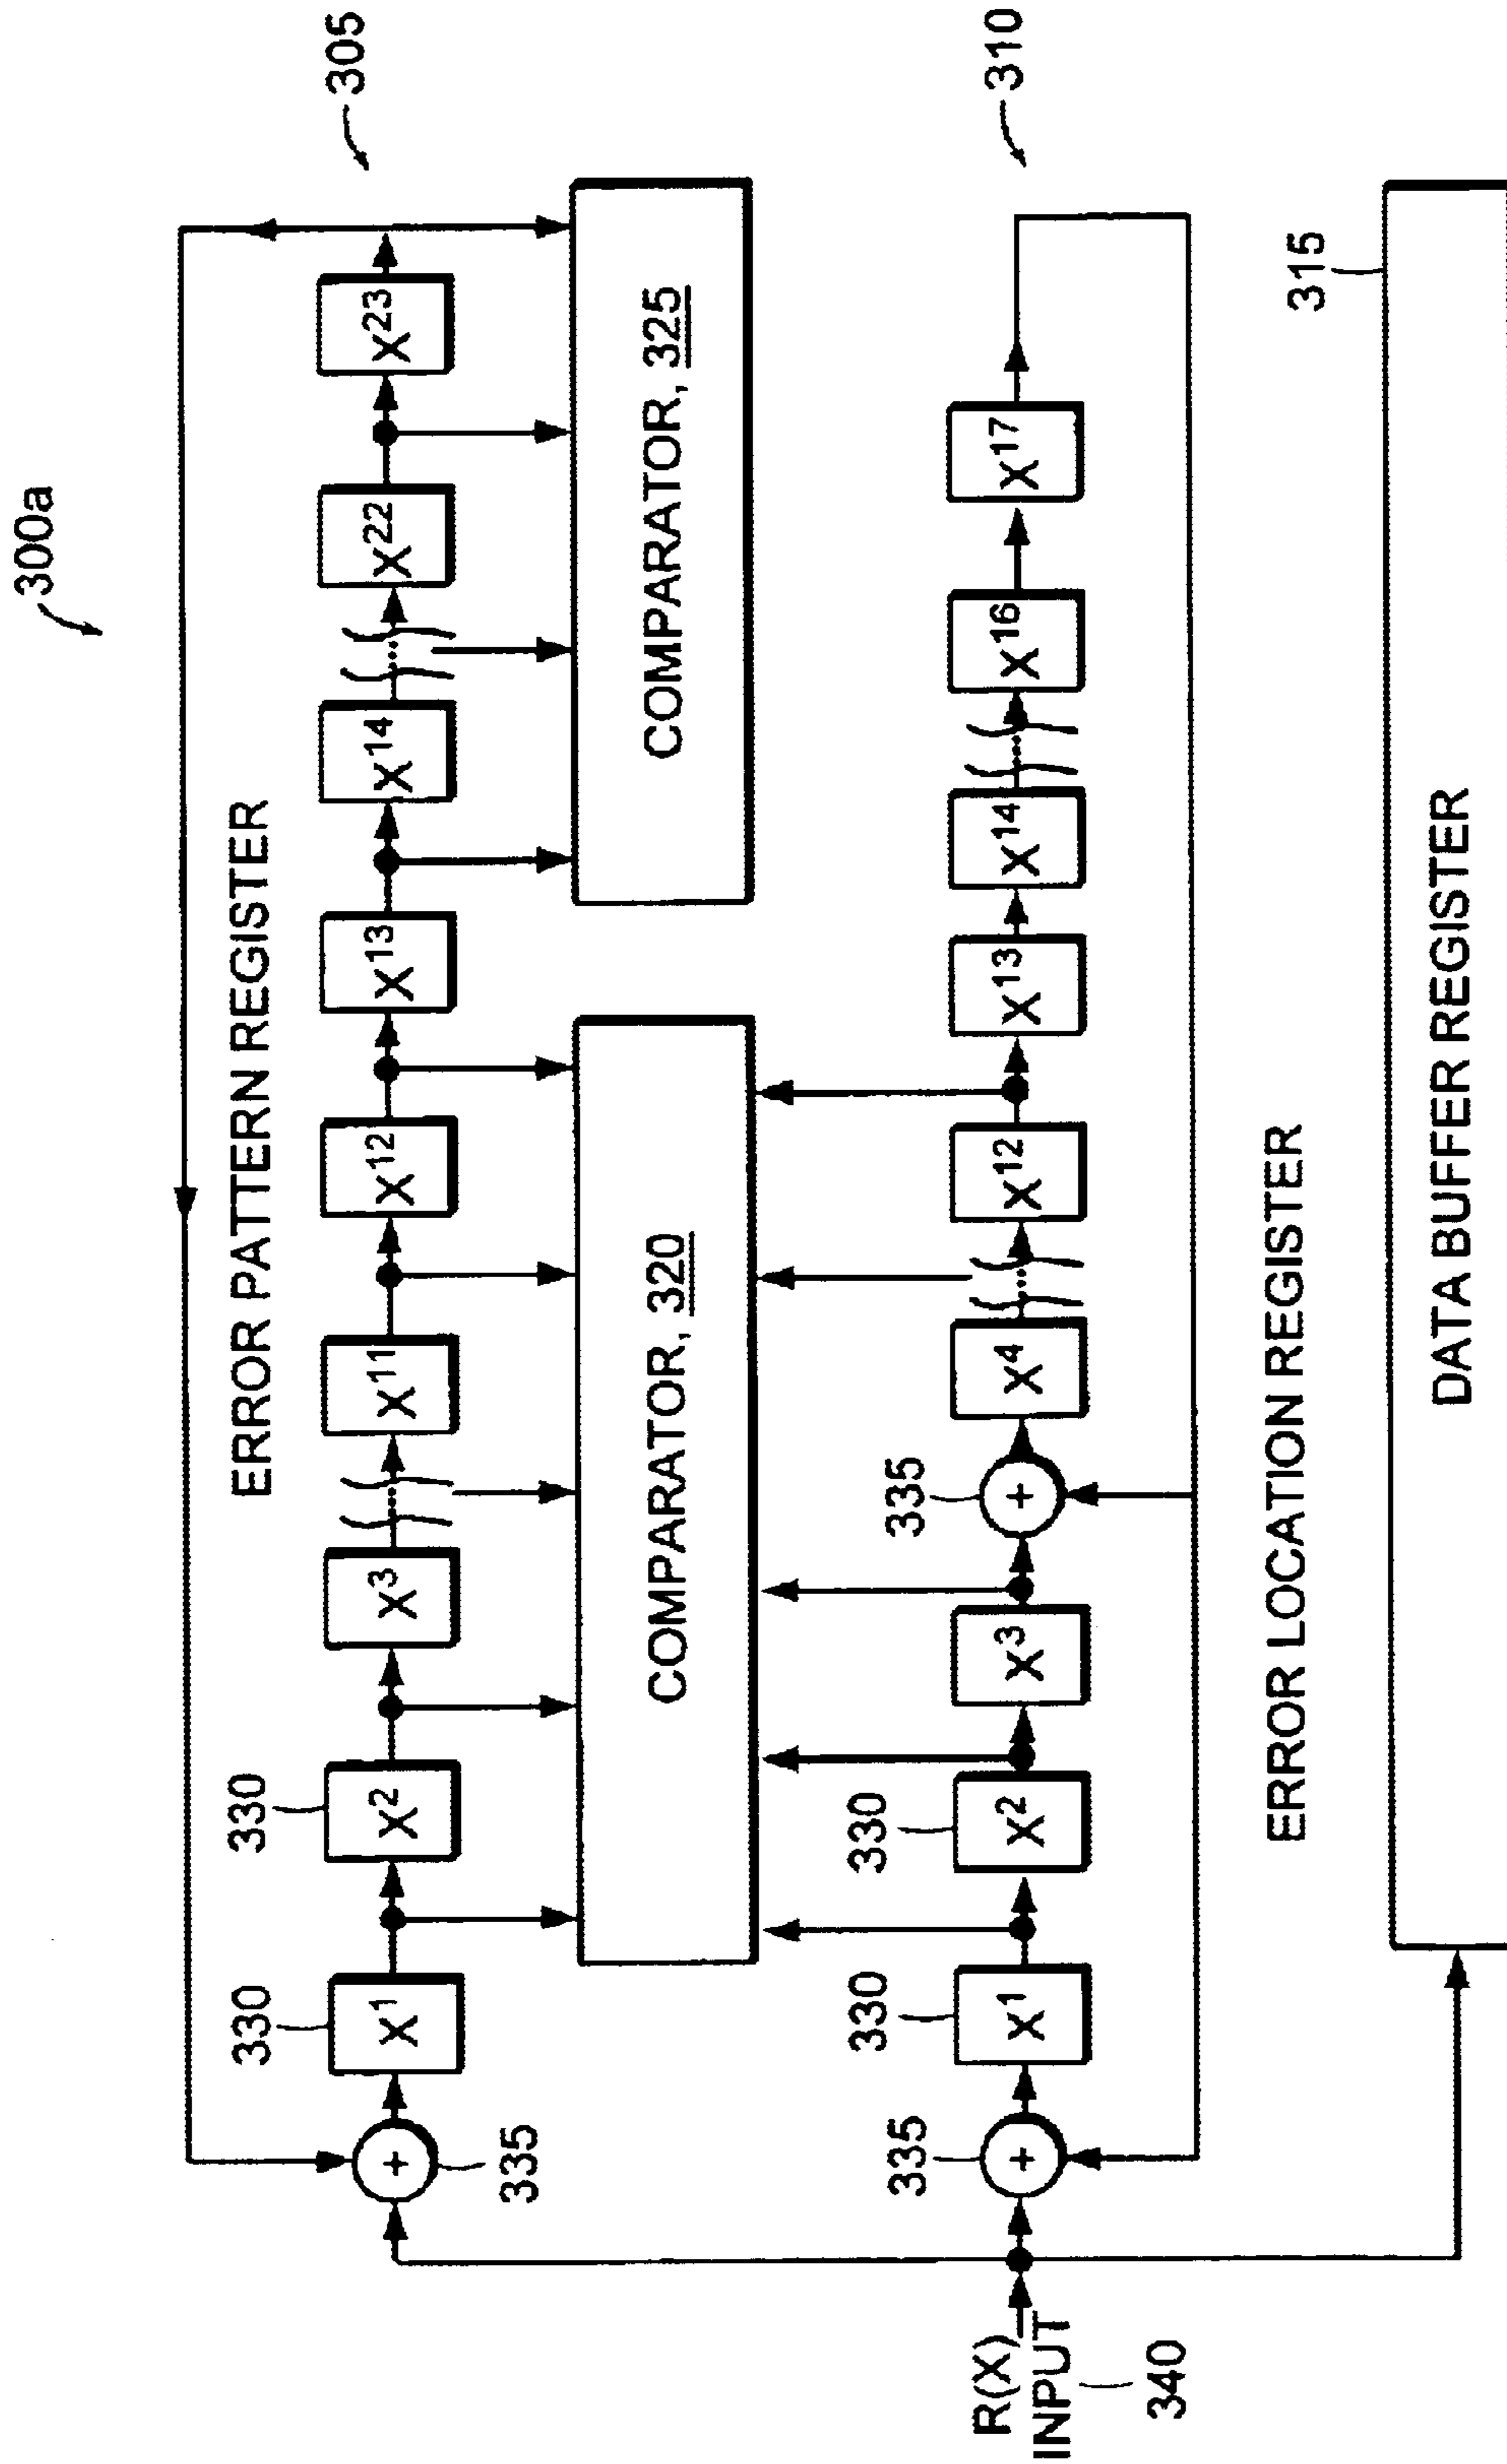 300a
ERROR PATTERN REGISTER
305
330
330
X¹
X²
X³
...
X¹¹
X¹²
X¹³
X¹⁴
...
X²²
X²³
+
335
COMPARATOR, 320
COMPARATOR, 325
310
335
330
330
335
R(X)
INPUT
340
+
X¹
X²
X³
+
X⁴
...
X¹²
X¹³
X¹⁴
...
X¹⁶
X¹⁷
ERROR LOCATION REGISTER
315
DATA BUFFER REGISTER